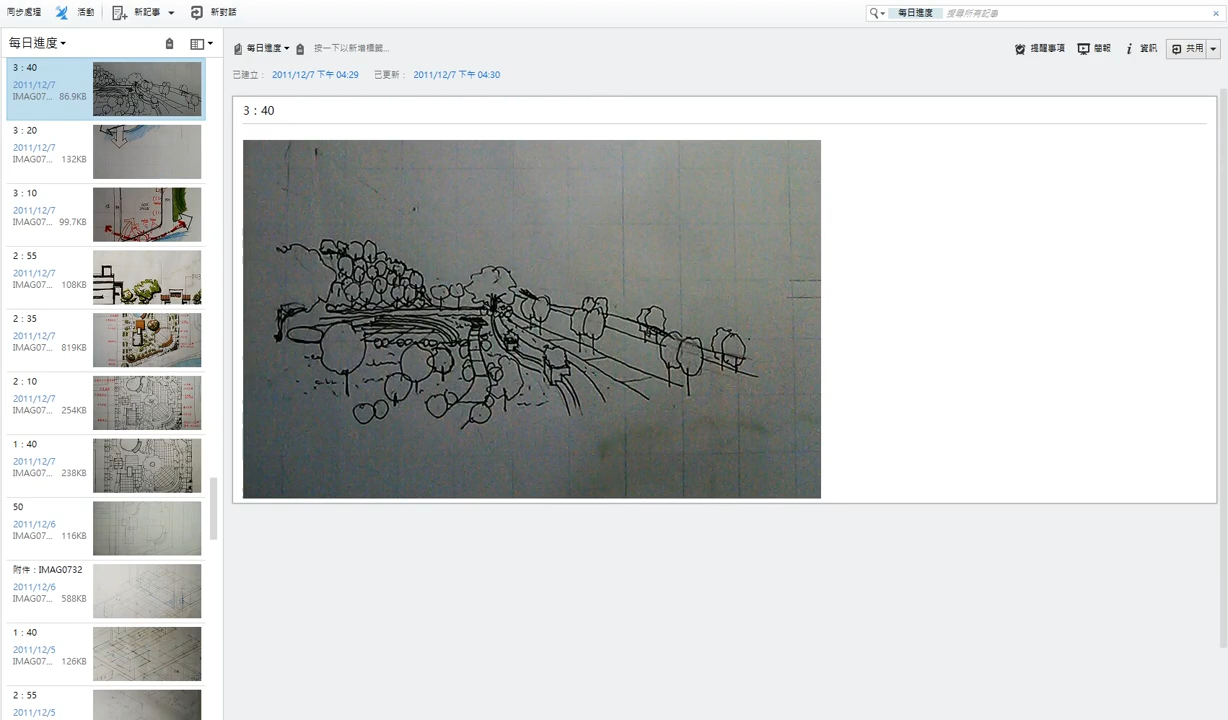 同步處理 活動 新記事 新對話
每日進度 搜尋所有記事
每日進度
每日進度 按一下以新增標籤...
提醒事項 簡報 資訊 共用
已建立： 2011/12/7 下午 04:29 已更新： 2011/12/7 下午 04:30
3：40
3：40
2011/12/7
IMAG07... 86.9KB
3：20
2011/12/7
IMAG07... 132KB
3：10
2011/12/7
IMAG07... 99.7KB
2：55
2011/12/7
IMAG07... 108KB
2：35
2011/12/7
IMAG07... 819KB
2：10
2011/12/7
IMAG07... 254KB
1：40
2011/12/7
IMAG07... 238KB
50
2011/12/6
IMAG07... 116KB
附件：IMAG0732
2011/12/6
IMAG07... 588KB
1：40
2011/12/5
IMAG07... 126KB
2：55
2011/12/5